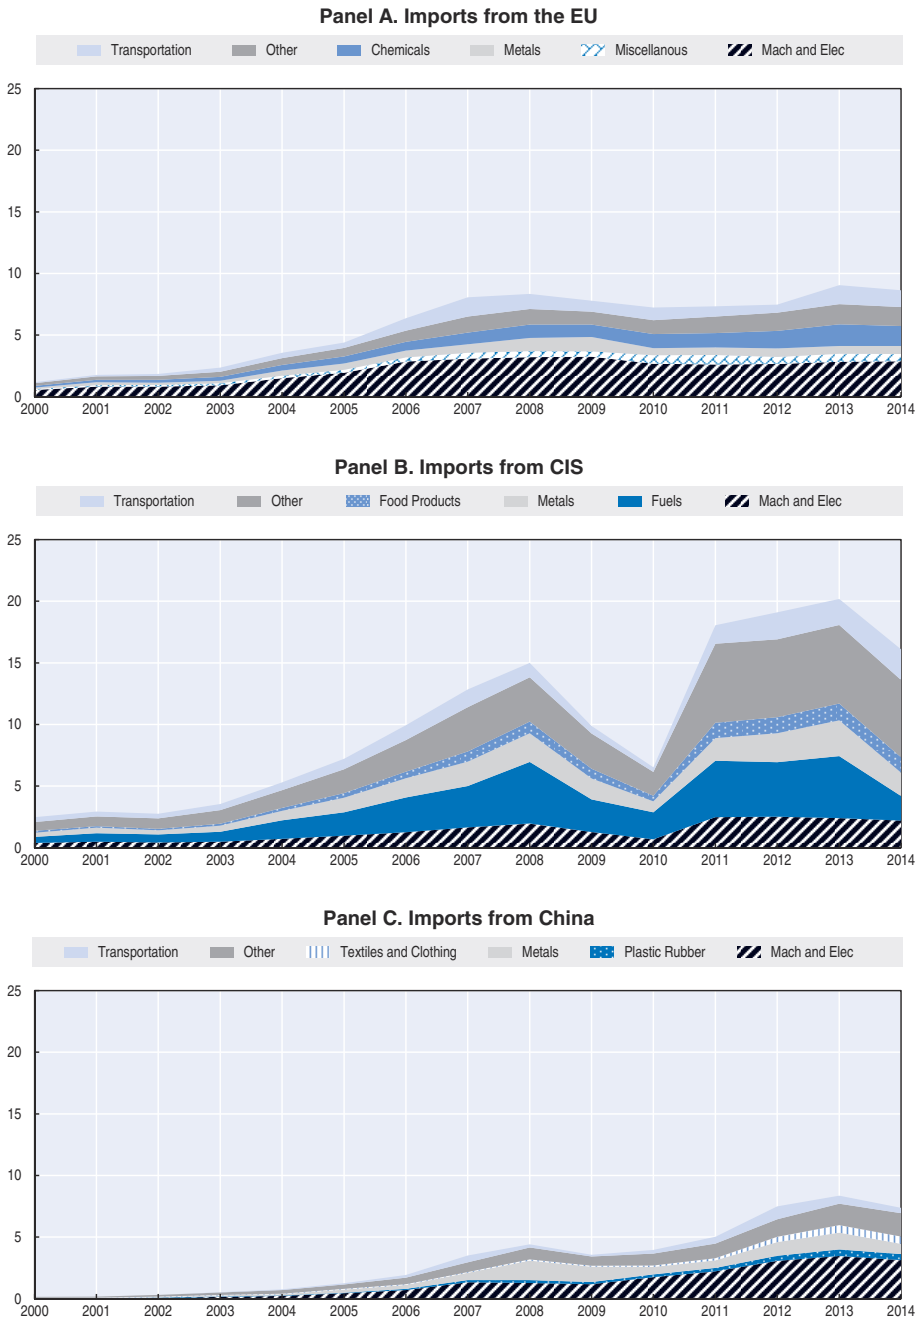 Panel A. Imports from the EU
Transportation Other Chemicals Metals Miscellanous Mach and Elec
25
20
15
10
5
0
2000 2001 2002 2003 2004 2005 2006 2007 2008 2009 2010 2011 2012 2013 2014
Panel B. Imports from CIS
Transportation Other Food Products Metals Fuels Mach and Elec
25
20
15
10
5
0
2000 2001 2002 2003 2004 2005 2006 2007 2008 2009 2010 2011 2012 2013 2014
Panel C. Imports from China
Transportation Other Textiles and Clothing Metals Plastic Rubber Mach and Elec
25
20
15
10
5
0
2000 2001 2002 2003 2004 2005 2006 2007 2008 2009 2010 2011 2012 2013 2014